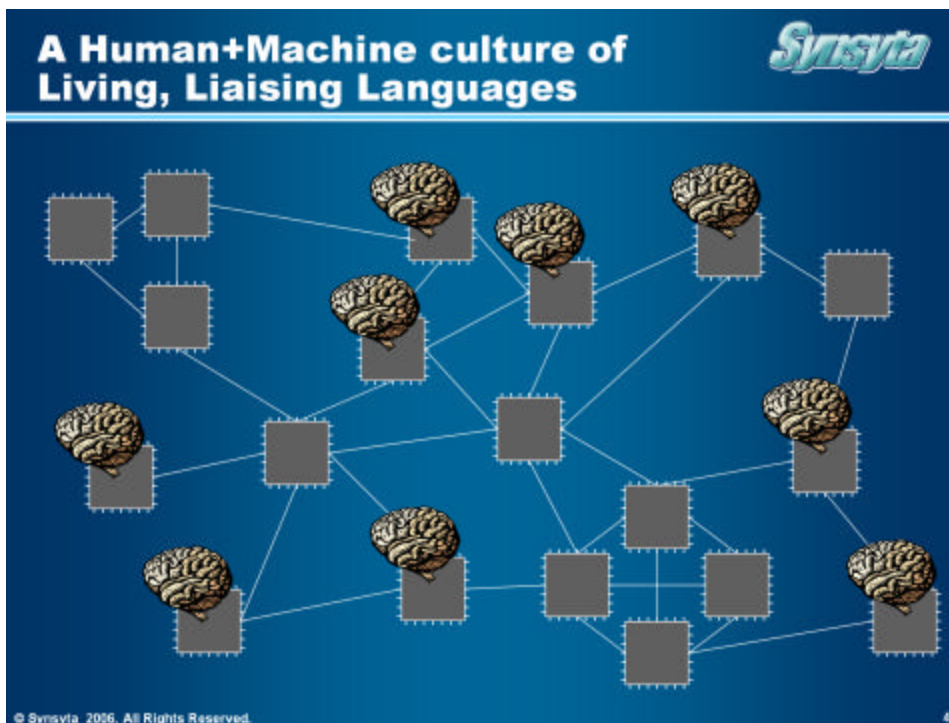 A Human+Machine culture of
Living, Liaising Languages
Synsyta
© Synsyta 2006. All Rights Reserved.